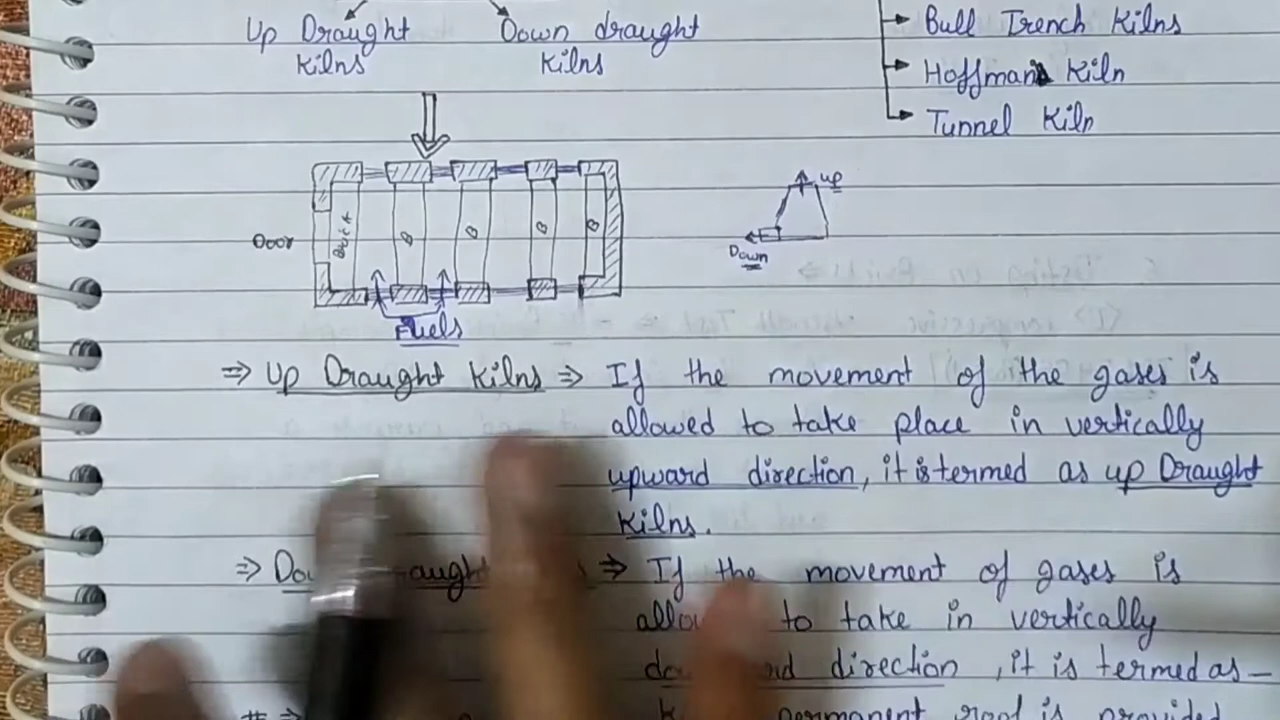 Up Draught Kilns
Down draught Kilns
Bull Trench Kilns
Hoffman Kiln
Tunnel Kiln
Door
B
B
B
B
Fuels
up
Down
⇒ Up Draught Kilns ⇒ If the movement of the gases is
allowed to take place in vertically
upward direction, it is termed as up Draught
Kilns.
⇒ If the movement of gases is
to take in vertically
direction, it is termed as —
permanent roof is provided